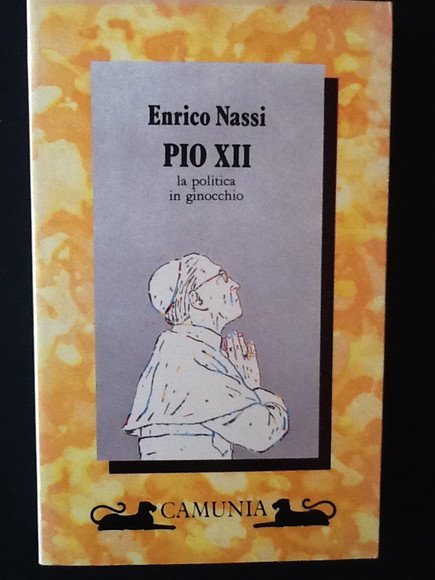 Enrico Nassi
PIO XII
la politica
in ginocchio
CAMUNIA